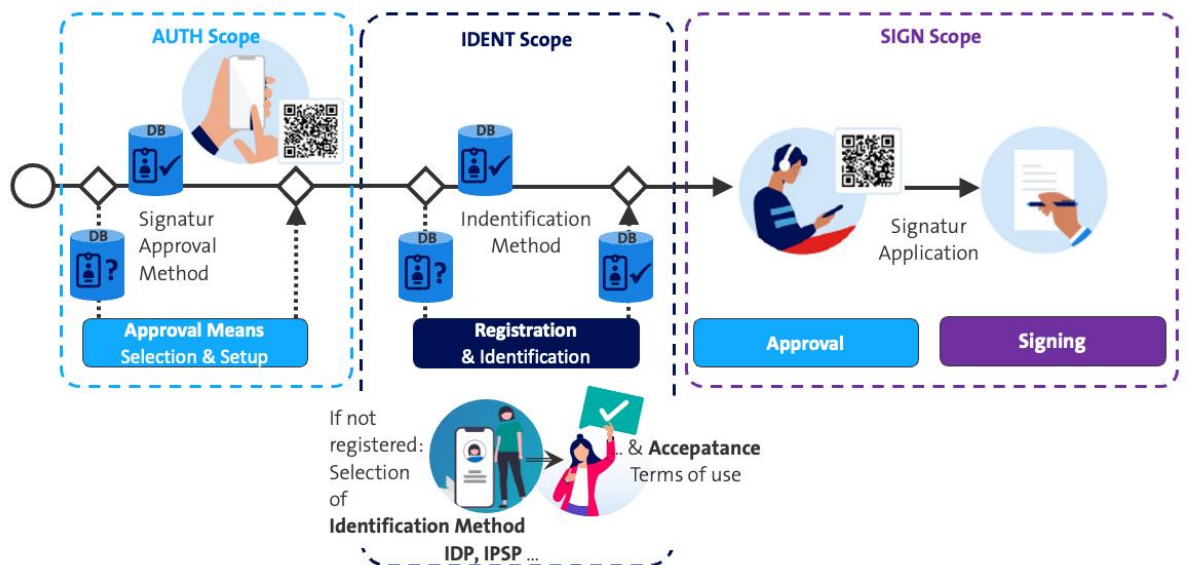 AUTH Scope
IDENT Scope
SIGN Scope
DB
DB
Signatur
Approval
Method
Indentification
Method
Signatur
Application
DB
?
DB
?
DB
Approval Means
Selection & Setup
Registration
& Identification
Approval
Signing
If not
registered:
Selection
of
Identification Method
IDP, IPSP ...
.. & Accepatance
Terms of use